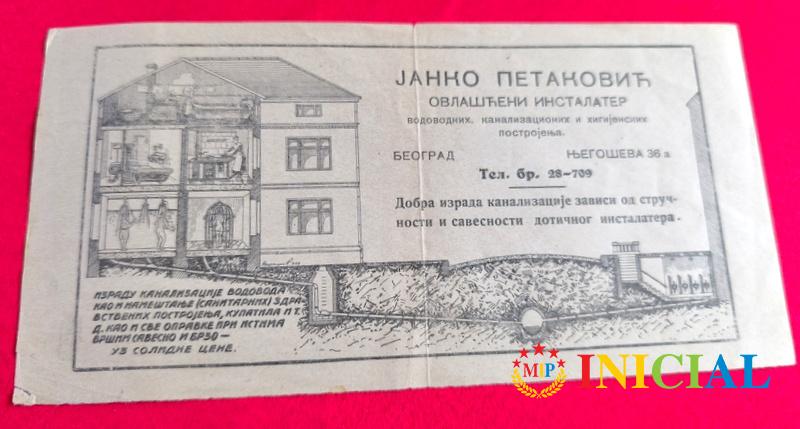 ЈАНКО ПЕТАКОВИЋ
ОВЛАШЋЕНИ ИНСТАЛАТЕР
ВОДОВОДНИХ, КАНАЛИЗАЦИОНИХ И ХИГИЈЕНСКИХ
ПОСТРОЈЕЊА.
БЕОГРАД ЊЕГОШЕВА 36 а
Тел. бр. 28-709
Добра израда канализације зависи од струч-
ности и савесности дотичног инсталатера.
ИЗРАДУ КАНАЛИЗАЦИЈЕ ВОДОВОДА
КАО И НАМЕШТАЊЕ (САНИТАРНИХ) ЗДРА-
ВСТВЕНИХ ПОСТРОЈЕЊА, КУПАТИЛА И Т.
Д. КАО И СВЕ ОПРАВКЕ ПРИ ИСТИМА
ВРШИМ САВЕСНО И БРЗО —
УЗ СОЛИДНЕ ЦЕНЕ.
MIP INICIAL